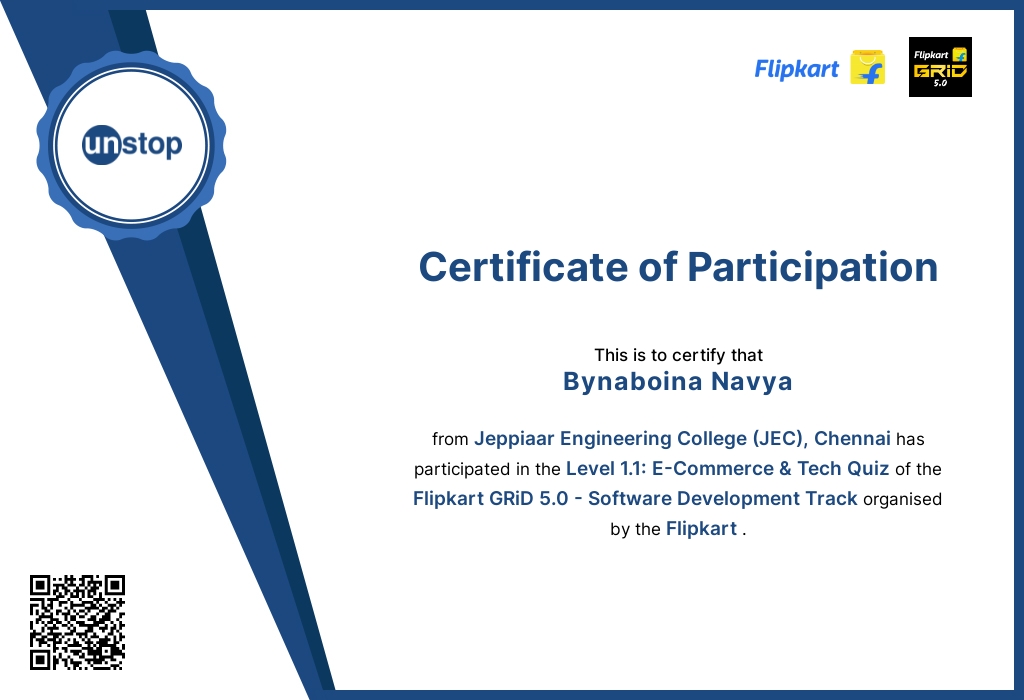 Flipkart
Flipkart
GRiD
5.0
unstop
Certificate of Participation
This is to certify that
Bynaboina Navya
from Jeppiaar Engineering College (JEC), Chennai has
participated in the Level 1.1: E-Commerce & Tech Quiz of the
Flipkart GRiD 5.0 - Software Development Track organised
by the Flipkart .